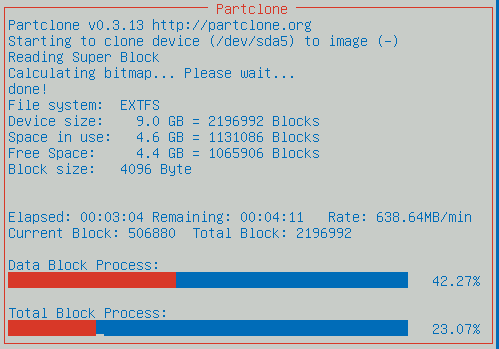 Partclone
Partclone v0.3.13 http://partclone.org
Starting to clone device (/dev/sda5) to image (-)
Reading Super Block
Calculating bitmap... Please wait...
done!
File system:  EXTFS
Device size:    9.0 GB = 2196992 Blocks
Space in use:   4.6 GB = 1131086 Blocks
Free Space:     4.4 GB = 1065906 Blocks
Block size:   4096 Byte
Elapsed: 00:03:04 Remaining: 00:04:11   Rate: 638.64MB/min
Current Block: 506880  Total Block: 2196992
Data Block Process:
42.27%
Total Block Process:
23.07%